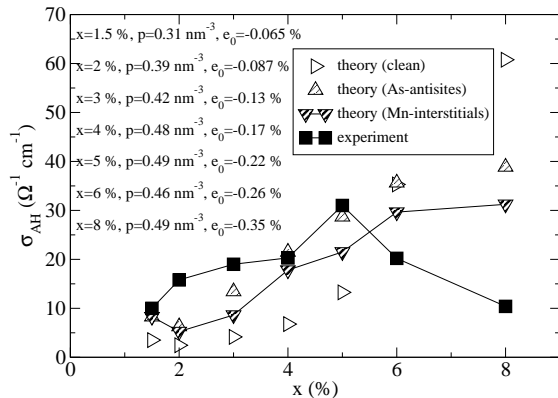 70
60
50
40
30
20
10
0
σAH (Ω-1 cm-1)
x=1.5 %, p=0.31 nm-3, e0=-0.065 %
x=2 %, p=0.39 nm-3, e0=-0.087 %
x=3 %, p=0.42 nm-3, e0=-0.13 %
x=4 %, p=0.48 nm-3, e0=-0.17 %
x=5 %, p=0.49 nm-3, e0=-0.22 %
x=6 %, p=0.46 nm-3, e0=-0.26 %
x=8 %, p=0.49 nm-3, e0=-0.35 %
theory (clean)
theory (As-antisites)
theory (Mn-interstitials)
experiment
0 2 4 6 8
x (%)